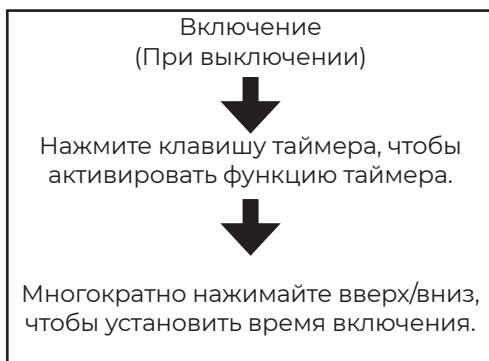 Включение
(При выключении)
Нажмите клавишу таймера, чтобы
активировать функцию таймера.
Многократно нажимайте вверх/вниз,
чтобы установить время включения.